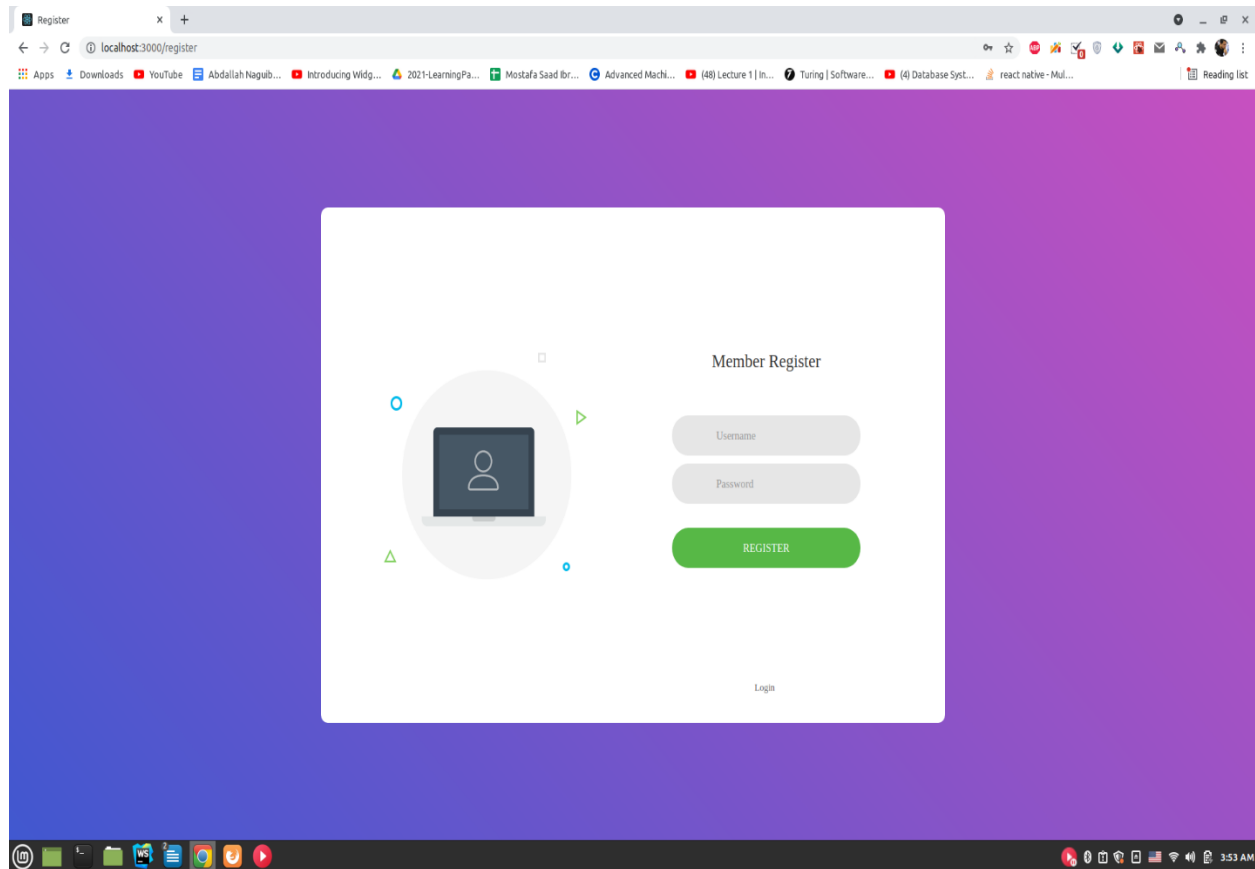 Register
localhost:3000/register
Apps Downloads YouTube Abdallah Naguib... Introducing Widg... 2021-LearningPa... Mostafa Saad Ibr... Advanced Machi... (48) Lecture 1 | In... Turing | Software... (4) Database Syst... react native - Mul... Reading list
Member Register
Username
Password
REGISTER
Login
3:53 AM